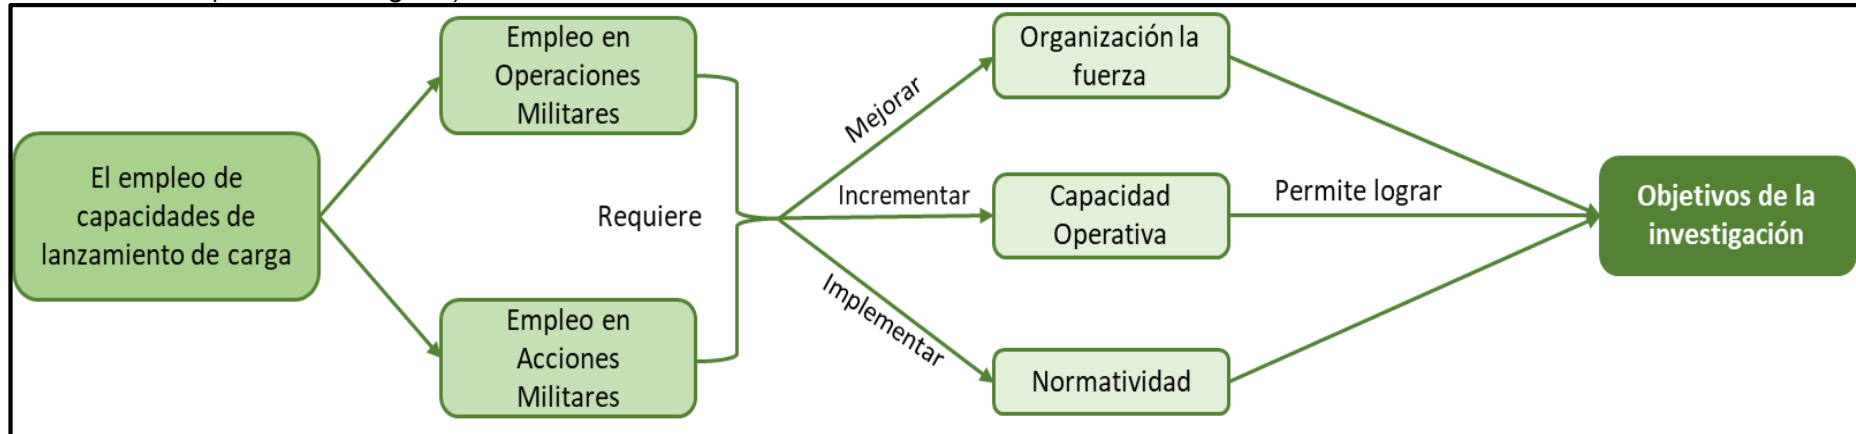 El empleo de
capacidades de
lanzamiento de carga
Empleo en
Operaciones
Militares
Empleo en
Acciones
Militares
Requiere
Mejorar
Incrementar
Implementar
Organización la
fuerza
Capacidad
Operativa
Normatividad
Permite lograr
Objetivos de la
investigación